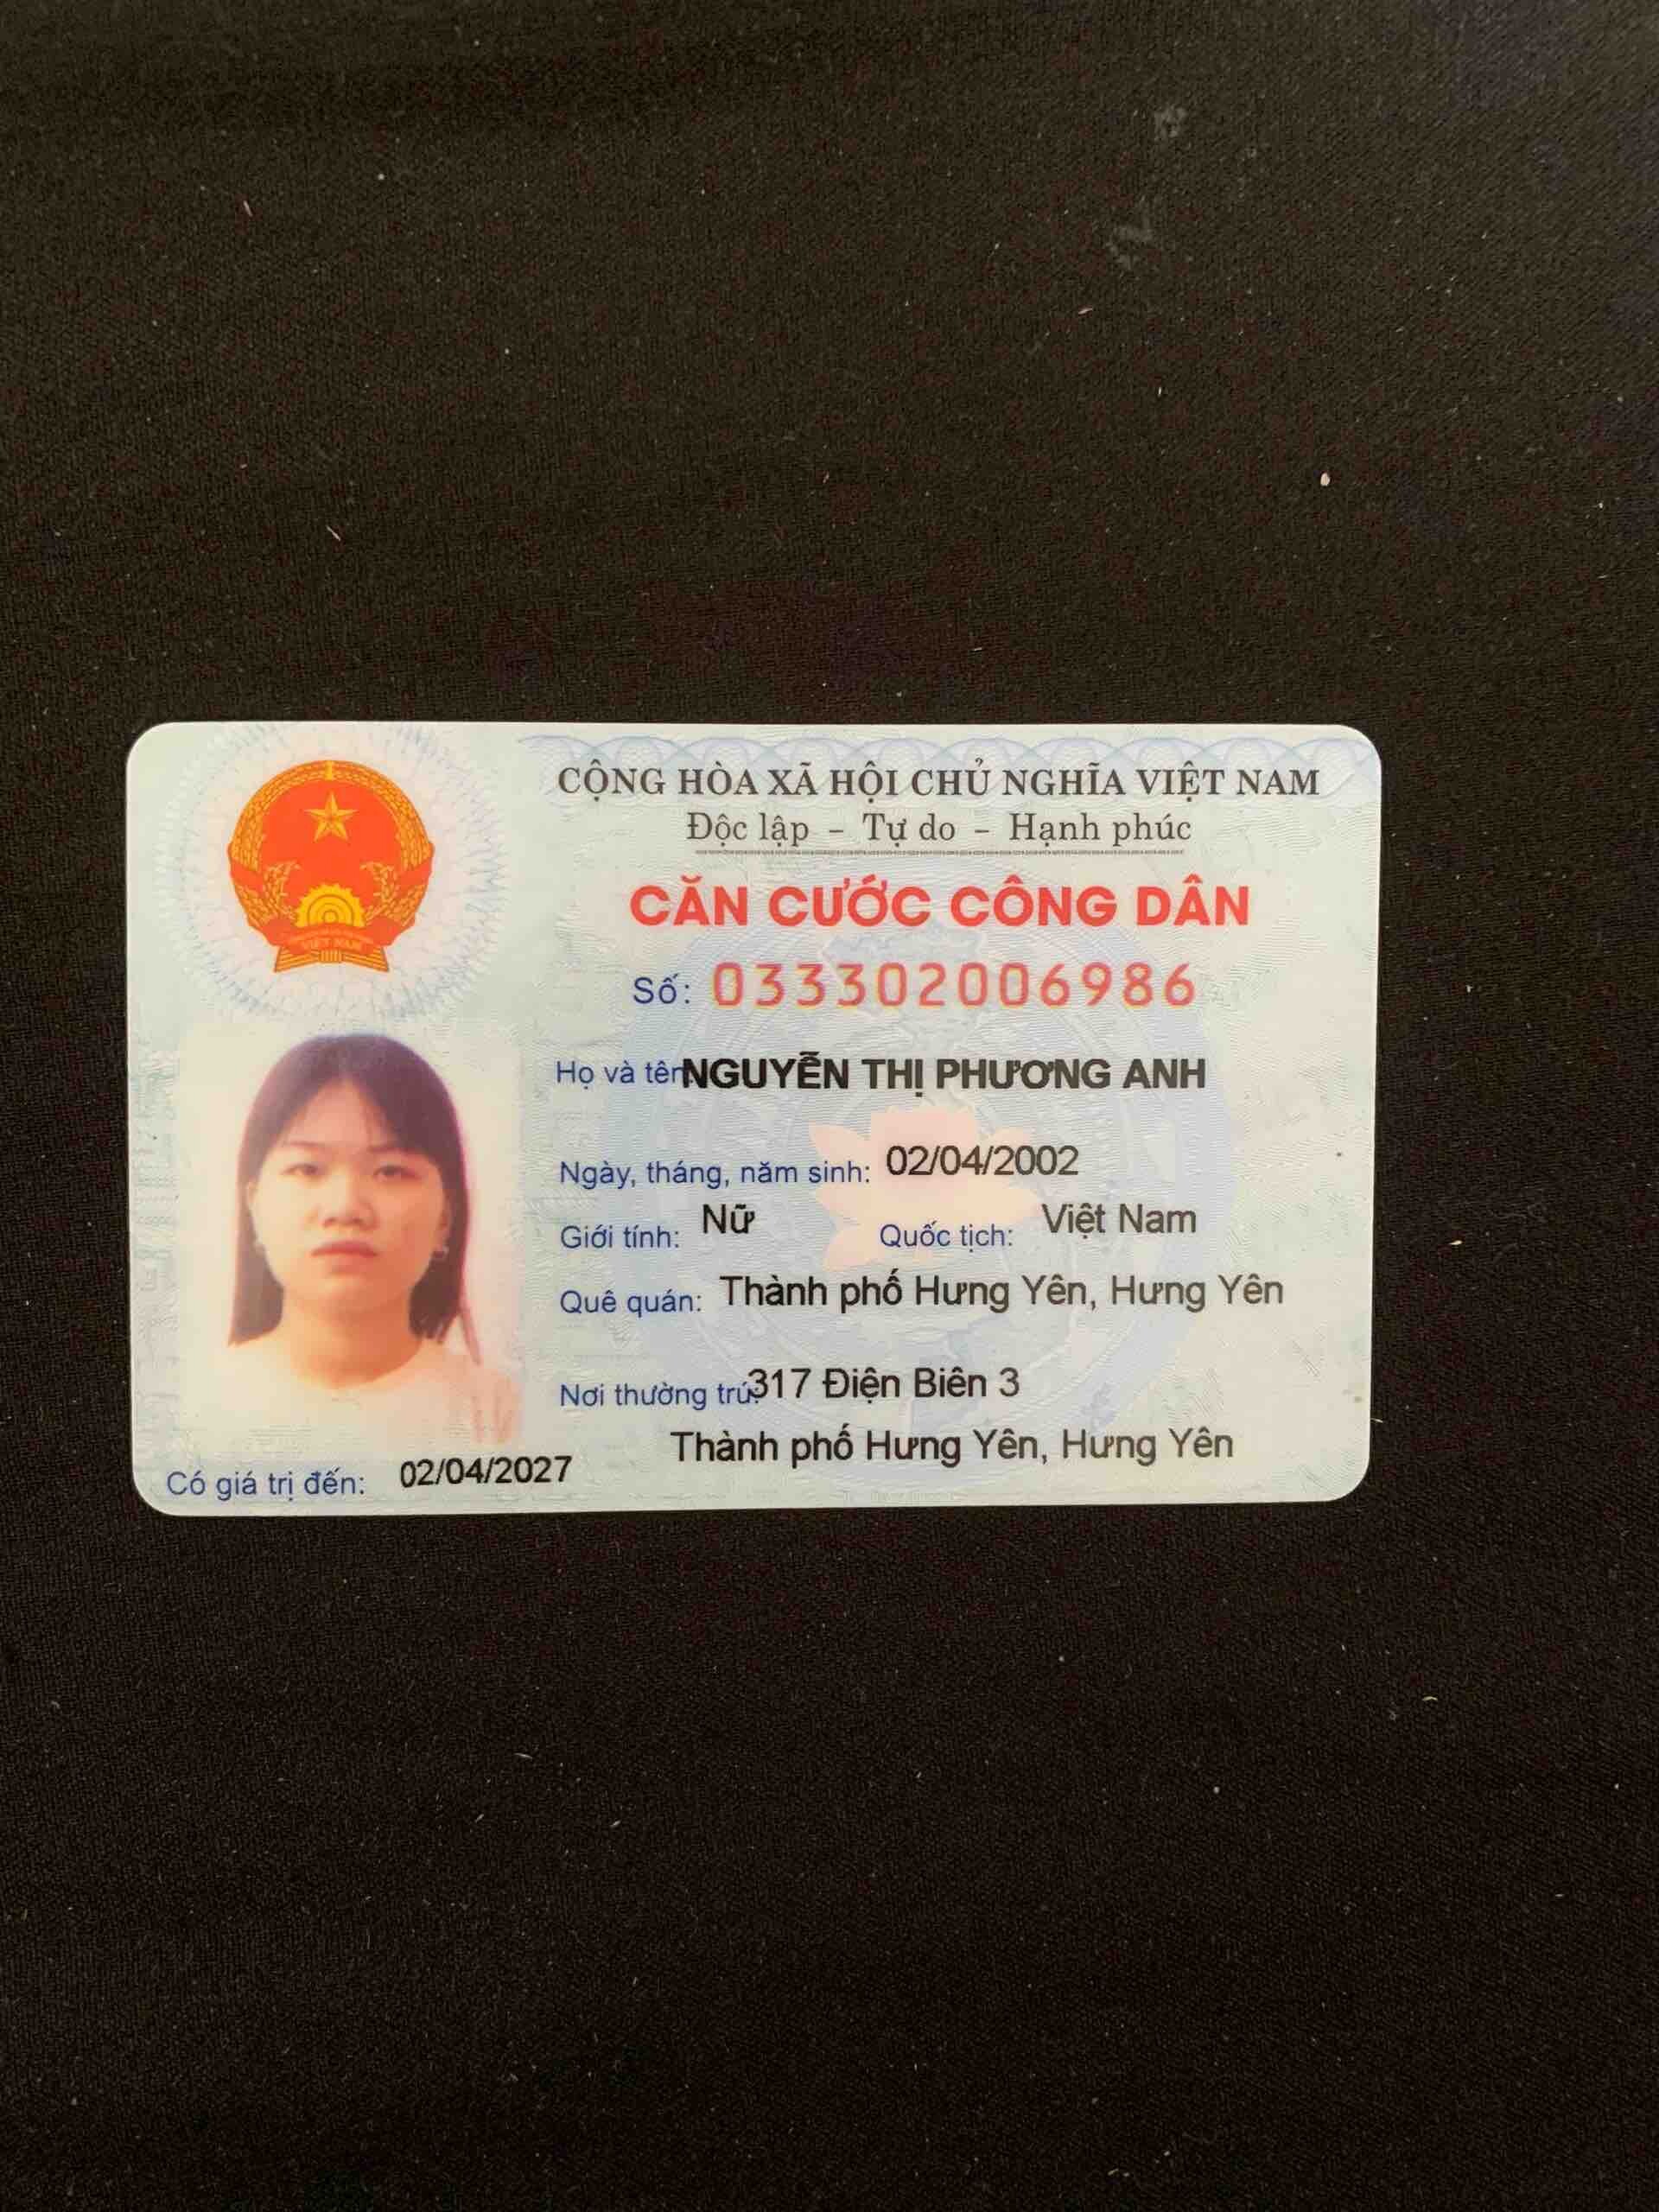 CỘNG HÒA XÃ HỘI CHỦ NGHĨA VIỆT NAM
Độc lập - Tự do - Hạnh phúc
CĂN CƯỚC CÔNG DÂN
Số: 033302006986
Họ và tên NGUYỄN THỊ PHƯƠNG ANH
Ngày, tháng, năm sinh: 02/04/2002
Giới tính: Nữ Quốc tịch: Việt Nam
Quê quán: Thành phố Hưng Yên, Hưng Yên
Nơi thường trú: 317 Điện Biên 3
Thành phố Hưng Yên, Hưng Yên
Có giá trị đến: 02/04/2027
VIỆT NAM